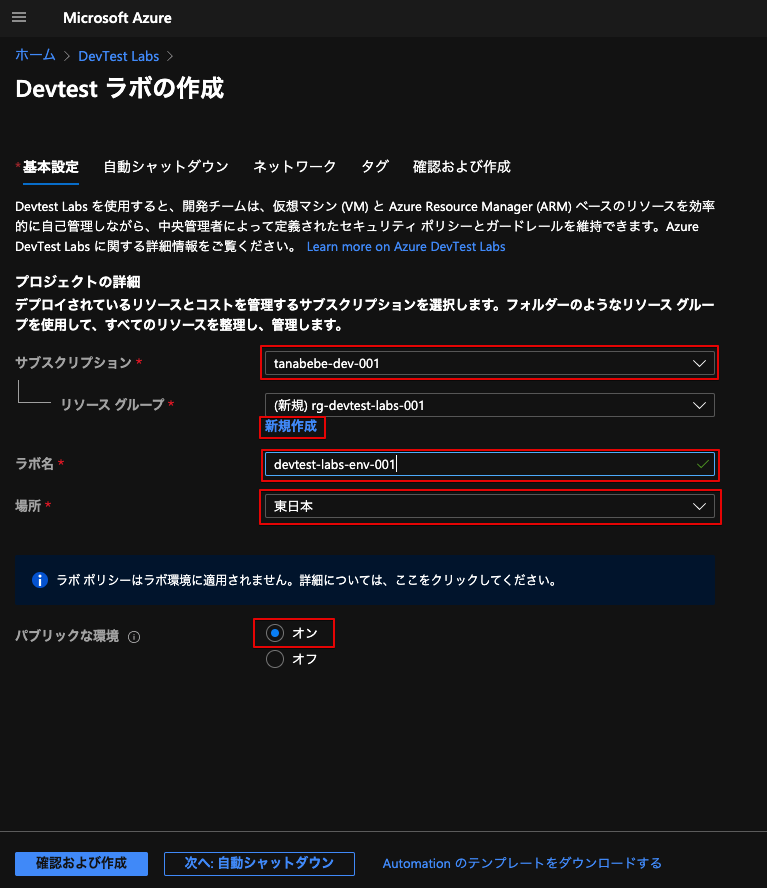 Microsoft Azure
ホーム > DevTest Labs >
Devtest ラボの作成
* 基本設定 自動シャットダウン ネットワーク タグ 確認および作成
Devtest Labs を使用すると、開発チームは、仮想マシン (VM) と Azure Resource Manager (ARM) ベースのリソースを効率
的に自己管理しながら、中央管理者によって定義されたセキュリティ ポリシーとガードレールを維持できます。Azure
DevTest Labs に関する詳細情報をご覧ください。 Learn more on Azure DevTest Labs
プロジェクトの詳細
デプロイされているリソースとコストを管理するサブスクリプションを選択します。フォルダーのようなリソース グルー
プを使用して、すべてのリソースを整理し、管理します。
サブスクリプション * tanabebe-dev-001
リソース グループ * (新規) rg-devtest-labs-001
新規作成
ラボ名 * devtest-labs-env-001
場所 * 東日本
ラボ ポリシーはラボ環境に適用されません。詳細については、ここをクリックしてください。
パブリックな環境 オン
オフ
確認および作成 次へ: 自動シャットダウン Automation のテンプレートをダウンロードする